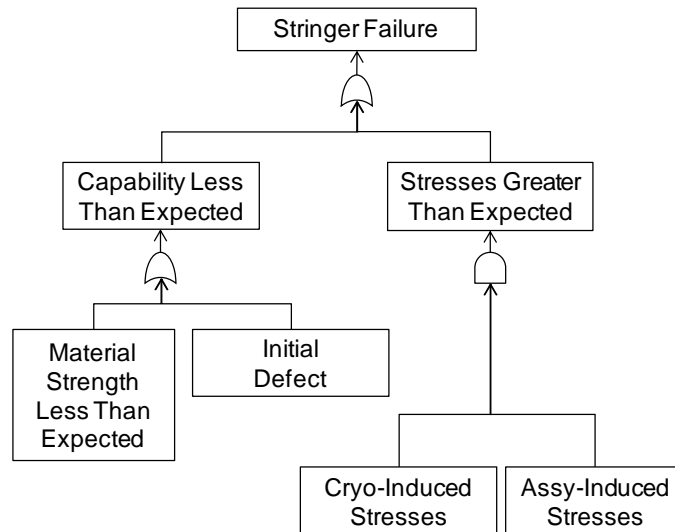 Stringer Failure
Capability Less
Than Expected
Stresses Greater
Than Expected
Material
Strength
Less Than
Expected
Initial
Defect
Cryo-Induced
Stresses
Assy-Induced
Stresses